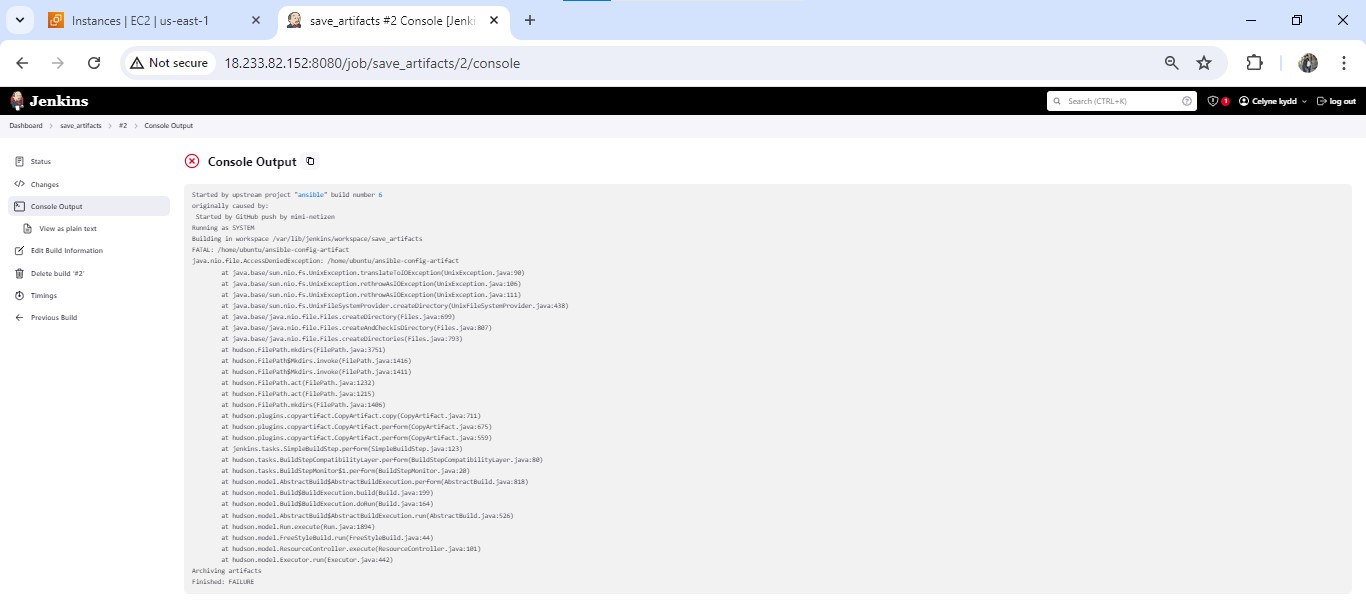 Instances | EC2 | us-east-1
save_artifacts #2 Console [Jenki
Not secure
18.233.82.152:8080/job/save_artifacts/2/console
Jenkins
Search (CTRL+K)
1
Celyne kydd
log out
Dashboard
save_artifacts
#2
Console Output
Status
Changes
Console Output
View as plain text
Edit Build Information
Delete build '#2'
Timings
Previous Build
Console Output
Started by upstream project "ansible" build number 6
originally caused by:
Started by GitHub push by mimi-netizen
Running as SYSTEM
Building in workspace /var/lib/jenkins/workspace/save_artifacts
FATAL: /home/ubuntu/ansible-config-artifact
java.nio.file.AccessDeniedException: /home/ubuntu/ansible-config-artifact
at java.base/sun.nio.fs.UnixException.translateToIOException(UnixException.java:90)
at java.base/sun.nio.fs.UnixException.rethrowAsIOException(UnixException.java:106)
at java.base/sun.nio.fs.UnixException.rethrowAsIOException(UnixException.java:111)
at java.base/sun.nio.fs.UnixFileSystemProvider.createDirectory(UnixFileSystemProvider.java:438)
at java.base/java.nio.file.Files.createDirectory(Files.java:699)
at java.base/java.nio.file.Files.createAndCheckIsDirectory(Files.java:807)
at java.base/java.nio.file.Files.createDirectories(Files.java:793)
at hudson.FilePath.mkdirs(FilePath.java:3751)
at hudson.FilePath$Mkdirs.invoke(FilePath.java:1416)
at hudson.FilePath$Mkdirs.invoke(FilePath.java:1411)
at hudson.FilePath.act(FilePath.java:1232)
at hudson.FilePath.act(FilePath.java:1215)
at hudson.FilePath.mkdirs(FilePath.java:1406)
at hudson.plugins.copyartifact.CopyArtifact.copy(CopyArtifact.java:711)
at hudson.plugins.copyartifact.CopyArtifact.perform(CopyArtifact.java:675)
at hudson.plugins.copyartifact.CopyArtifact.perform(CopyArtifact.java:559)
at jenkins.tasks.SimpleBuildStep.perform(SimpleBuildStep.java:123)
at hudson.tasks.BuildStepCompatibilityLayer.perform(BuildStepCompatibilityLayer.java:80)
at hudson.tasks.BuildStepMonitor$1.perform(BuildStepMonitor.java:20)
at hudson.model.AbstractBuild$AbstractBuildExecution.perform(AbstractBuild.java:818)
at hudson.model.Build$BuildExecution.build(Build.java:199)
at hudson.model.Build$BuildExecution.doRun(Build.java:164)
at hudson.model.AbstractBuild$AbstractBuildExecution.run(AbstractBuild.java:526)
at hudson.model.Run.execute(Run.java:1894)
at hudson.model.FreeStyleBuild.run(FreeStyleBuild.java:44)
at hudson.model.ResourceController.execute(ResourceController.java:101)
at hudson.model.Executor.run(Executor.java:442)
Archiving artifacts
Finished: FAILURE